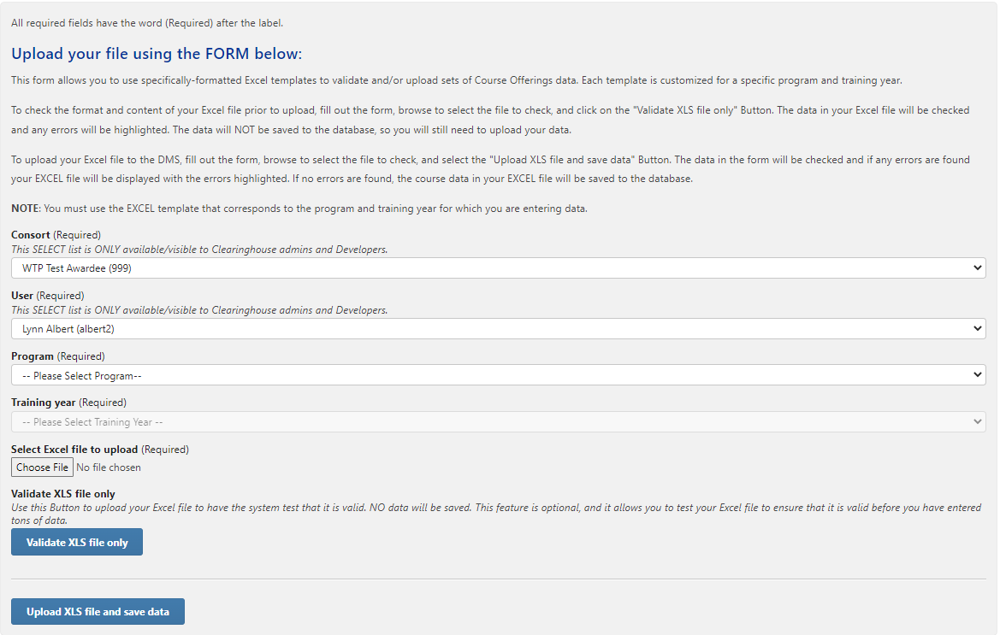 All required fields have the word (Required) after the label.
Upload your file using the FORM below:
This form allows you to use specifically-formatted Excel templates to validate and/or upload sets of Course Offerings data. Each template is customized for a specific program and training year.
To check the format and content of your Excel file prior to upload, fill out the form, browse to select the file to check, and click on the "Validate XLS file only" Button. The data in your Excel file will be checked
and any errors will be highlighted. The data will NOT be saved to the database, so you will still need to upload your data.
To upload your Excel file to the DMS, fill out the form, browse to select the file to check, and select the "Upload XLS file and save data" Button. The data in the form will be checked and if any errors are found
your EXCEL file will be displayed with the errors highlighted. If no errors are found, the course data in your EXCEL file will be saved to the database.
NOTE: You must use the EXCEL template that corresponds to the program and training year for which you are entering data.
Consort (Required)
This SELECT list is ONLY available/visible to Clearinghouse admins and Developers.
WTP Test Awardee (999)
User (Required)
This SELECT list is ONLY available/visible to Clearinghouse admins and Developers.
Lynn Albert (albert2)
Program (Required)
-- Please Select Program--
Training year (Required)
-- Please Select Training Year --
Select Excel file to upload (Required)
Choose File No file chosen
Validate XLS file only
Use this Button to upload your Excel file to have the system test that it is valid. NO data will be saved. This feature is optional, and it allows you to test your Excel file to ensure that it is valid before you have entered
tons of data.
Validate XLS file only
Upload XLS file and save data